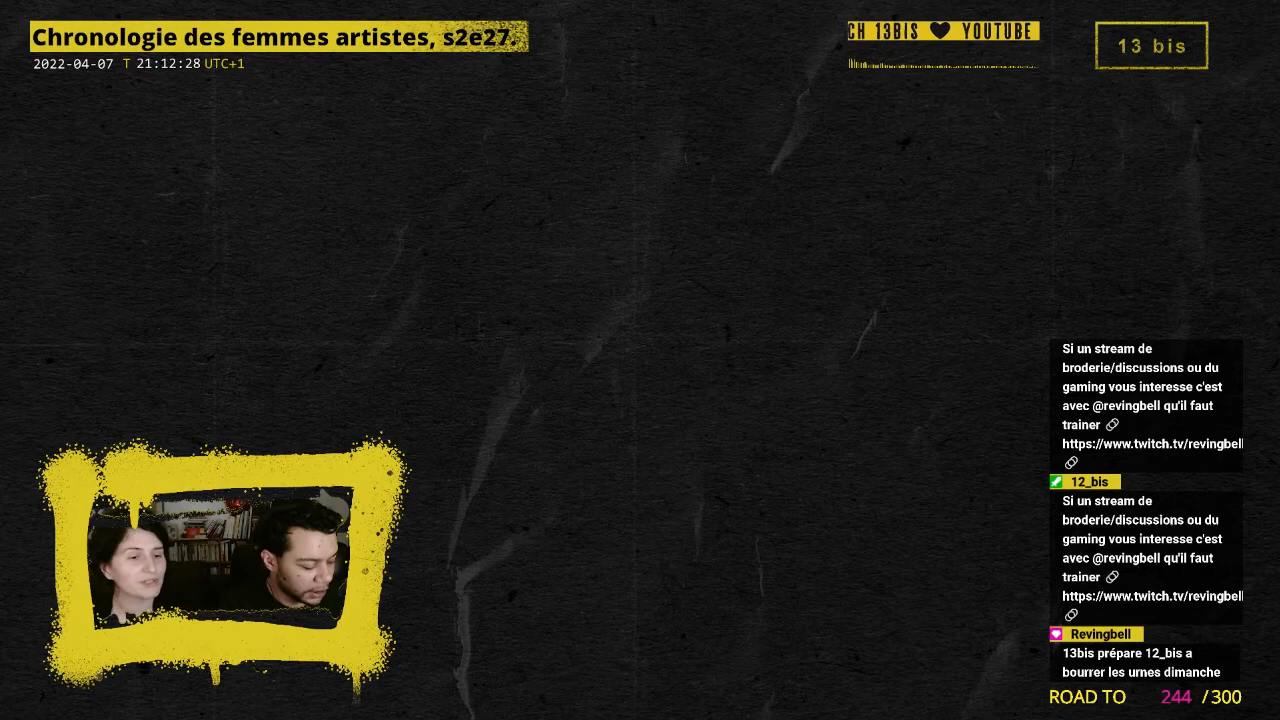 Chronologie des femmes artistes, s2e27.
2022-04-07 T 21:12:28 UTC+1
CH 13BIS ♥ YOUTUBE
13 bis
Si un stream de
broderie/discussions ou du
gaming vous interesse c'est
avec @revingbell qu'il faut
trainer
https://www.twitch.tv/revingbell
12_bis
Si un stream de
broderie/discussions ou du
gaming vous interesse c'est
avec @revingbell qu'il faut
trainer
https://www.twitch.tv/revingbell
Revingbell
13bis prépare 12_bis a
bourrer les urnes dimanche
ROAD TO 244 / 300